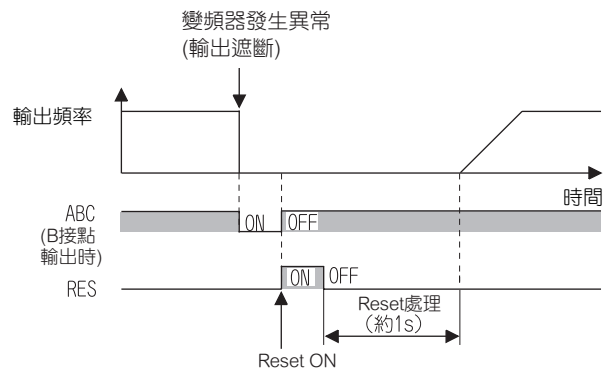 變頻器發生異常
(輸出遮斷)
輸出頻率
時間
ABC
(B接點
輸出時)
ON OFF
RES
ON OFF
Reset處理
(約1s)
Reset ON